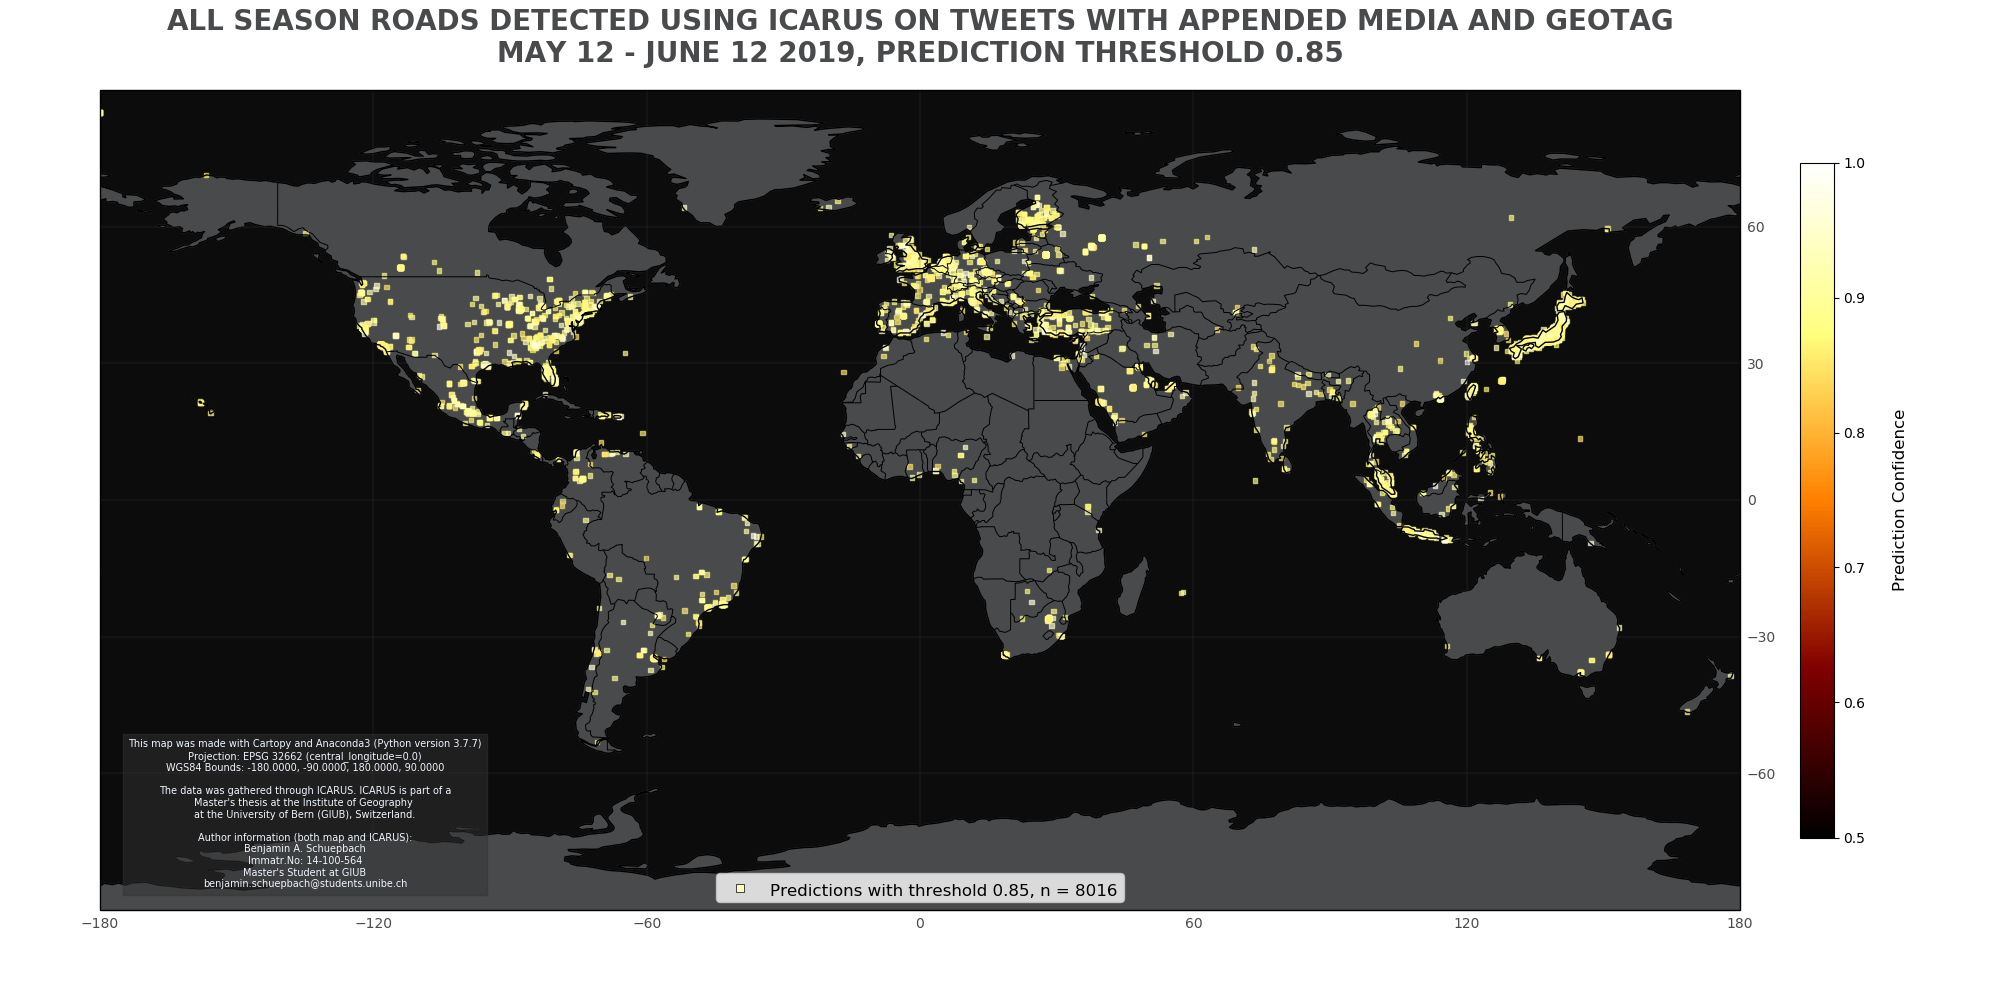 ALL SEASON ROADS DETECTED USING ICARUS ON TWEETS WITH APPENDED MEDIA AND GEOTAG
MAY 12 - JUNE 12 2019, PREDICTION THRESHOLD 0.85
1.0
0.9
0.8
0.7
0.6
0.5
Prediction Confidence
60
30
0
−30
−60
This map was made with Cartopy and Anaconda3 (Python version 3.7.7)
Projection: EPSG 32662 (central_longitude=0.0)
WGS84 Bounds: -180.0000, -90.0000, 180.0000, 90.0000
The data was gathered through ICARUS. ICARUS is part of a
Master's thesis at the Institute of Geography
at the University of Bern (GIUB), Switzerland.
Author information (both map and ICARUS):
Benjamin A. Schuepbach
Immatr.No: 14-100-564
Master's Student at GIUB
benjamin.schuepbach@students.unibe.ch
Predictions with threshold 0.85, n = 8016
−180 −120 −60 0 60 120 180